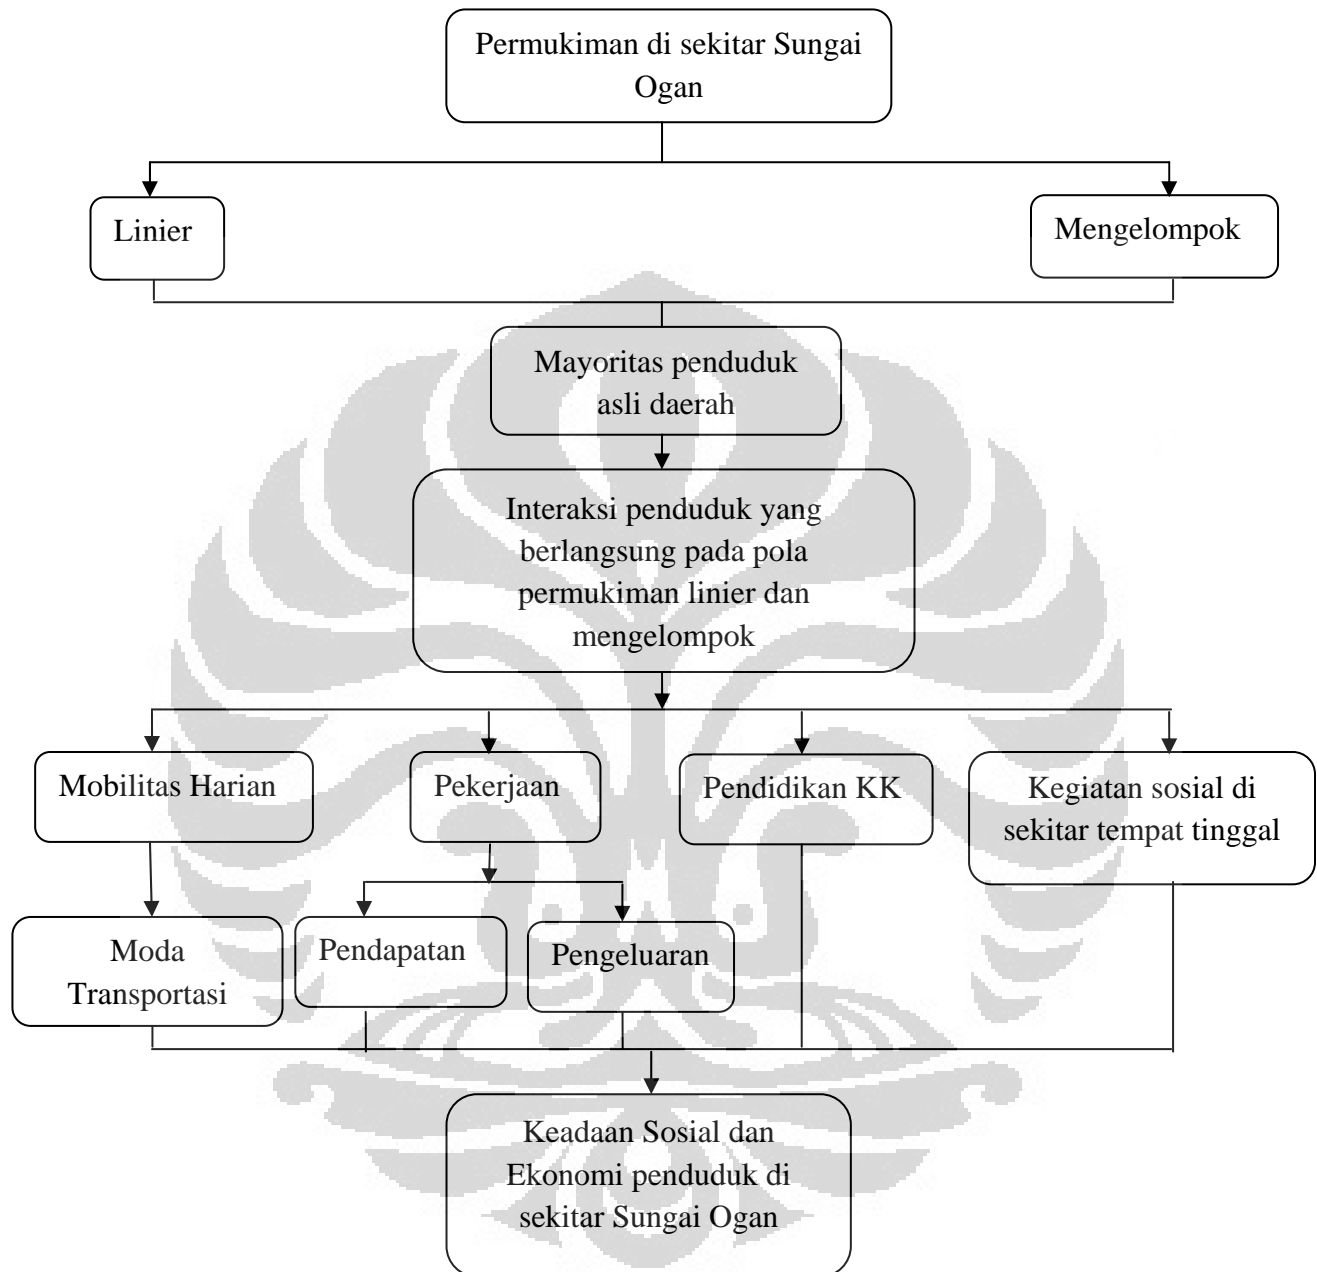 Permukiman di sekitar Sungai
Ogan
Linier
Mengelompok
Mayoritas penduduk
asli daerah
Interaksi penduduk yang
berlangsung pada pola
permukiman linier dan
mengelompok
Mobilitas Harian
Pekerjaan
Pendidikan KK
Kegiatan sosial di
sekitar tempat tinggal
Moda
Transportasi
Pendapatan
Pengeluaran
Keadaan Sosial dan
Ekonomi penduduk di
sekitar Sungai Ogan